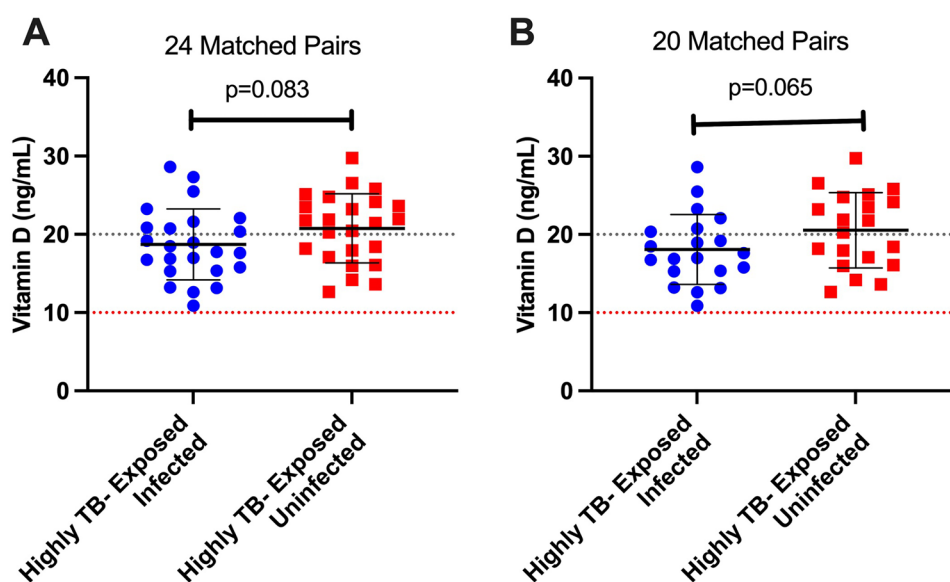 A
24 Matched Pairs
p=0.083
Vitamin D (ng/mL)
40
30
20
10
0
Highly TB- Exposed
Infected
Highly TB- Exposed
Uninfected
B
20 Matched Pairs
p=0.065
Vitamin D (ng/mL)
40
30
20
10
0
Highly TB- Exposed
Infected
Highly TB- Exposed
Uninfected